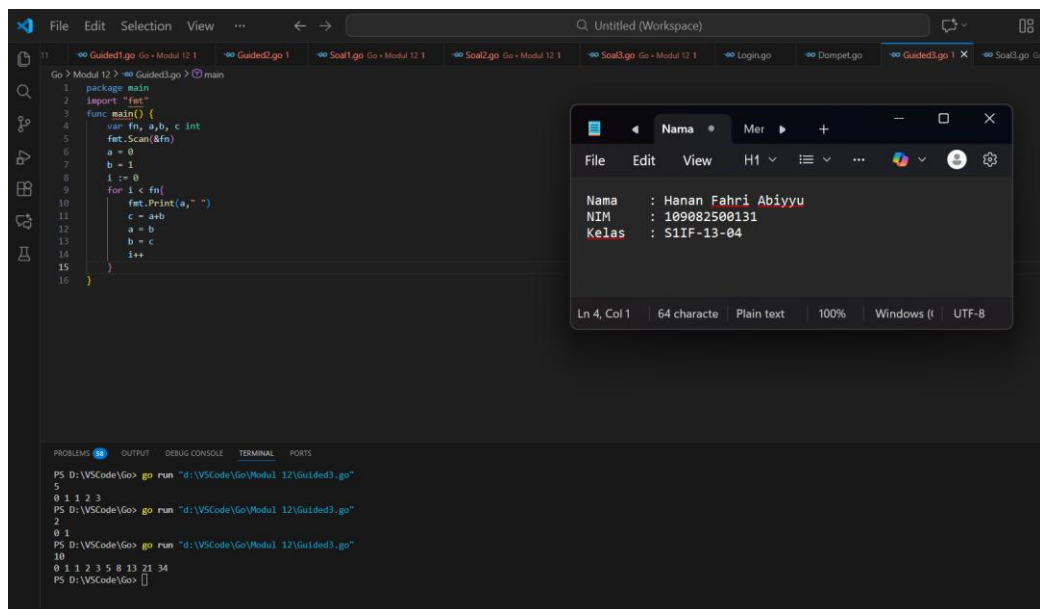 File Edit Selection View ... Untitled (Workspace)
11 Guided1.go Go • Modul 12 1 Guided2.go 1 Soal1.go Go • Modul 12 1 Soal2.go Go • Modul 12 1 Soal3.go Go • Modul 12 1 Login.go Dompet.go Guided3.go 1 X Soal3.go
Go > Modul 12 > Guided3.go > main
1 package main
2 import "fmt"
3 func main() {
4 var fn, a,b, c int
5 fmt.Scan(&fn)
6 a = 0
7 b = 1
8 i := 0
9 for i < fn{
10 fmt.Print(a," ")
11 c = a+b
12 a = b
13 b = c
14 i++
15 }
16 }
Nama Mer +
File Edit View H1 ...
Nama : Hanan Fahri Abiyyu
NIM : 109082500131
Kelas : S1IF-13-04
Ln 4, Col 1 64 characte Plain text 100% Windows ( UTF-8
PROBLEMS 58 OUTPUT DEBUG CONSOLE TERMINAL PORTS
PS D:\VSCode\Go> go run "d:\VSCode\Go\Modul 12\Guided3.go"
5
0 1 1 2 3
PS D:\VSCode\Go> go run "d:\VSCode\Go\Modul 12\Guided3.go"
2
0 1
PS D:\VSCode\Go> go run "d:\VSCode\Go\Modul 12\Guided3.go"
10
0 1 1 2 3 5 8 13 21 34
PS D:\VSCode\Go>